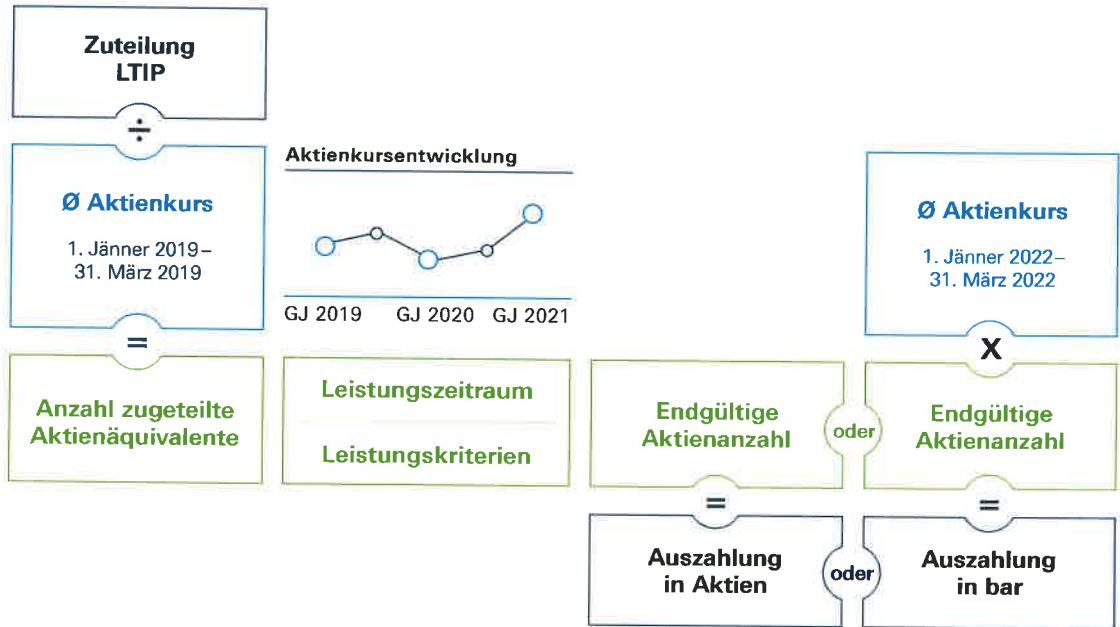 Zuteilung
LTIP
÷
Ø Aktienkurs
1. Jänner 2019–
31. März 2019
=
Anzahl zugeteilte
Aktienäquivalente
Aktienkursentwicklung
GJ 2019 GJ 2020 GJ 2021
Leistungszeitraum
Leistungskriterien
Endgültige
Aktienanzahl
=
Auszahlung
in Aktien
oder
oder
Ø Aktienkurs
1. Jänner 2022–
31. März 2022
X
Endgültige
Aktienanzahl
=
Auszahlung
in bar